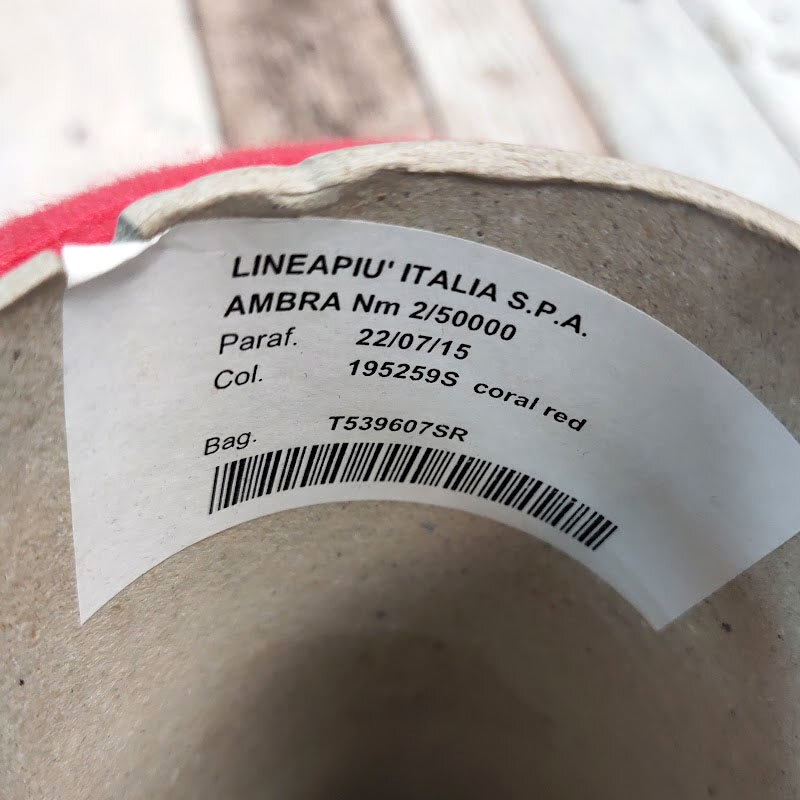 LINEAPIU' ITALIA S.P.A.
AMBRA Nm 2/50000
Paraf. 22/07/15
Col. 195259S coral red
Bag. T539607SR